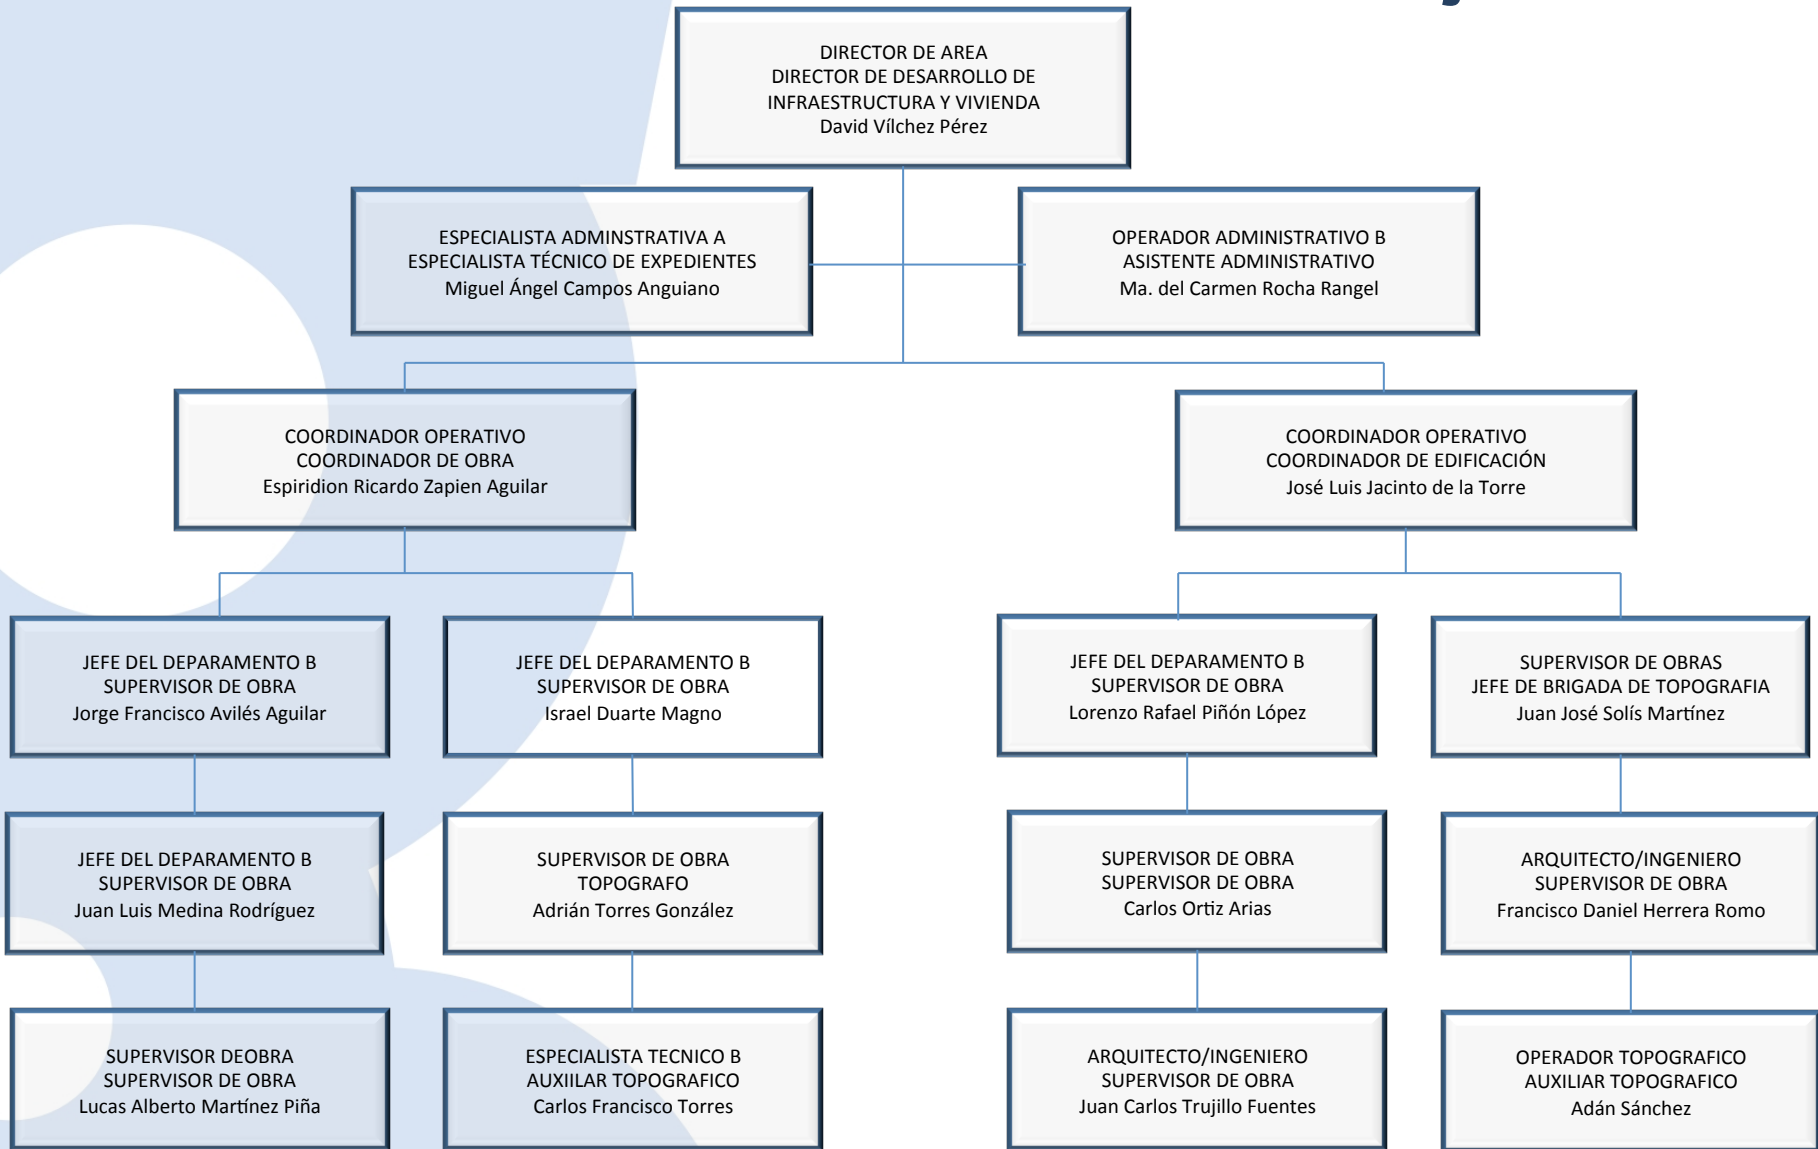 DIRECTOR DE AREA
DIRECTOR DE DESARROLLO DE
INFRAESTRUCTURA Y VIVIENDA
David Vílchez Pérez
ESPECIALISTA ADMINSTRATIVA A
ESPECIALISTA TÉCNICO DE EXPEDIENTES
Miguel Ángel Campos Anguiano
OPERADOR ADMINISTRATIVO B
ASISTENTE ADMINISTRATIVO
Ma. del Carmen Rocha Rangel
COORDINADOR OPERATIVO
COORDINADOR DE OBRA
Espiridion Ricardo Zapien Aguilar
COORDINADOR OPERATIVO
COORDINADOR DE EDIFICACIÓN
José Luis Jacinto de la Torre
JEFE DEL DEPARAMENTO B
SUPERVISOR DE OBRA
Jorge Francisco Avilés Aguilar
JEFE DEL DEPARAMENTO B
SUPERVISOR DE OBRA
Israel Duarte Magno
JEFE DEL DEPARAMENTO B
SUPERVISOR DE OBRA
Lorenzo Rafael Piñón López
SUPERVISOR DE OBRAS
JEFE DE BRIGADA DE TOPOGRAFIA
Juan José Solís Martínez
JEFE DEL DEPARAMENTO B
SUPERVISOR DE OBRA
Juan Luis Medina Rodríguez
SUPERVISOR DE OBRA
TOPOGRAFO
Adrián Torres González
SUPERVISOR DE OBRA
SUPERVISOR DE OBRA
Carlos Ortiz Arias
ARQUITECTO/INGENIERO
SUPERVISOR DE OBRA
Francisco Daniel Herrera Romo
SUPERVISOR DEOBRA
SUPERVISOR DE OBRA
Lucas Alberto Martínez Piña
ESPECIALISTA TECNICO B
AUXIILAR TOPOGRAFICO
Carlos Francisco Torres
ARQUITECTO/INGENIERO
SUPERVISOR DE OBRA
Juan Carlos Trujillo Fuentes
OPERADOR TOPOGRAFICO
AUXILIAR TOPOGRAFICO
Adán Sánchez